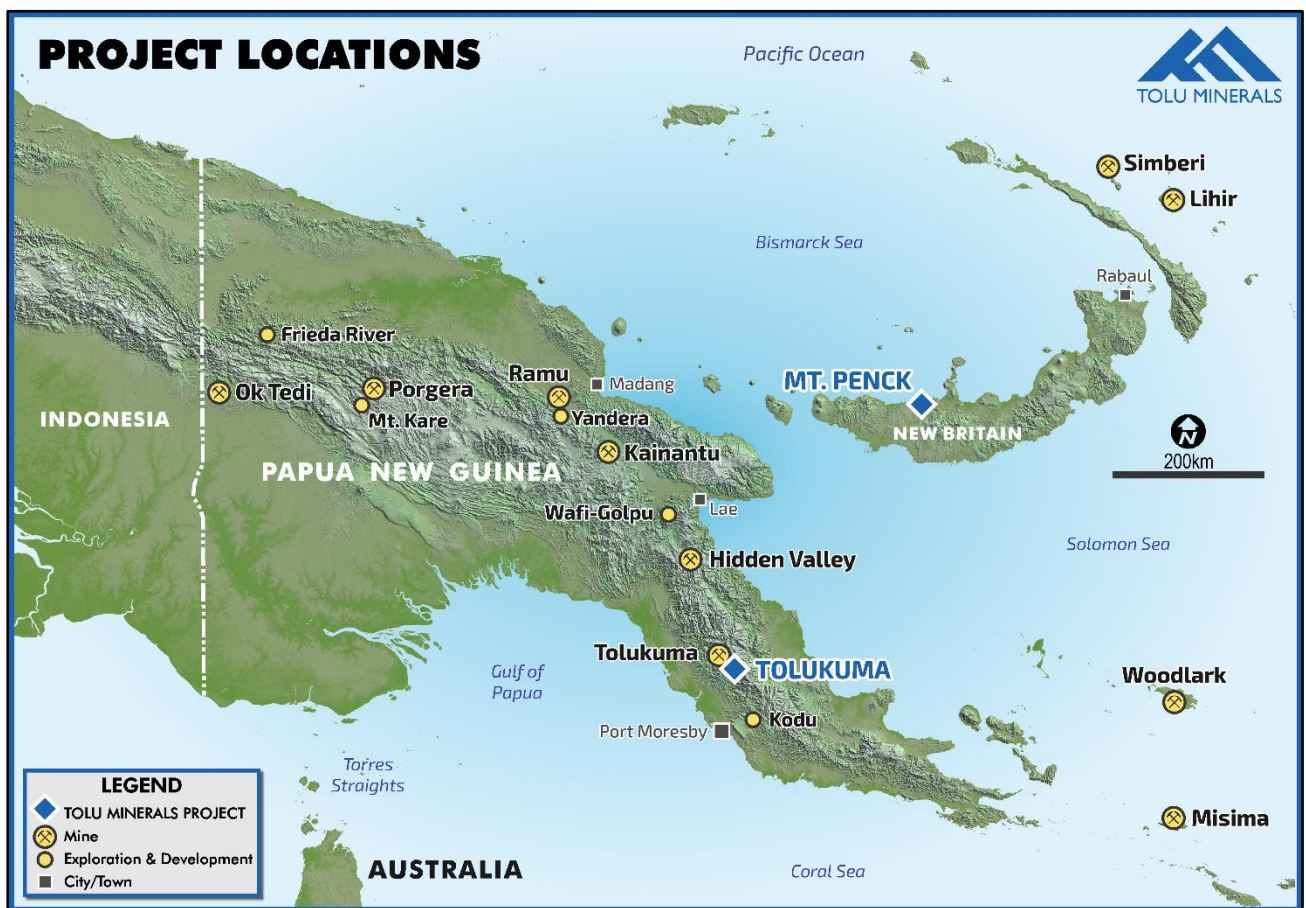 PROJECT LOCATIONS
Pacific Ocean
TOLU MINERALS
Simberi
Lihir
Bismarck Sea
Rabaul
Frieda River
Ok Tedi
Porgera
Mt. Kare
Ramu
Madang
Yandera
MT. PENCK
NEW BRITAIN
INDONESIA
PAPUA NEW GUINEA
Kainantu
N
200km
Wafi-Golpu
Lae
Hidden Valley
Solomon Sea
Tolukuma
TOLUKUMA
Gulf of
Papua
Woodlark
Kodu
Port Moresby
Torres
Straights
Misima
AUSTRALIA
Coral Sea
LEGEND
TOLU MINERALS PROJECT
Mine
Exploration & Development
City/Town